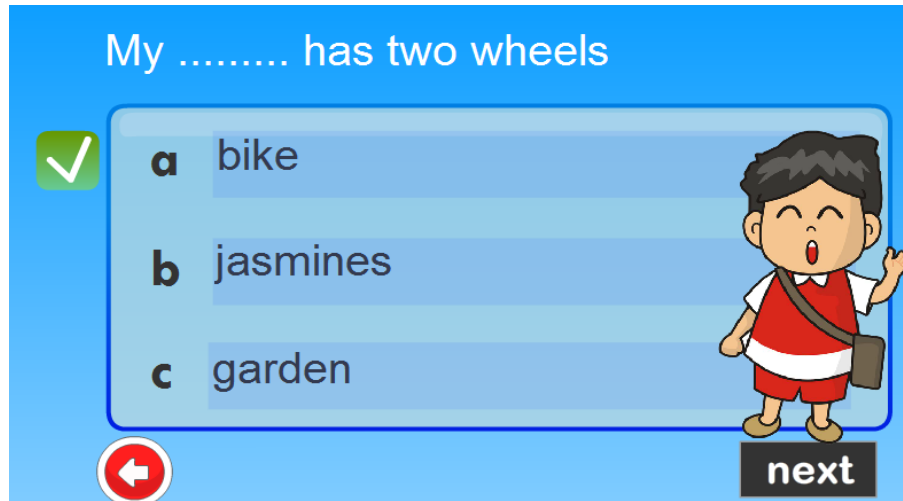 My ......... has two wheels
a bike
b jasmines
c garden
next